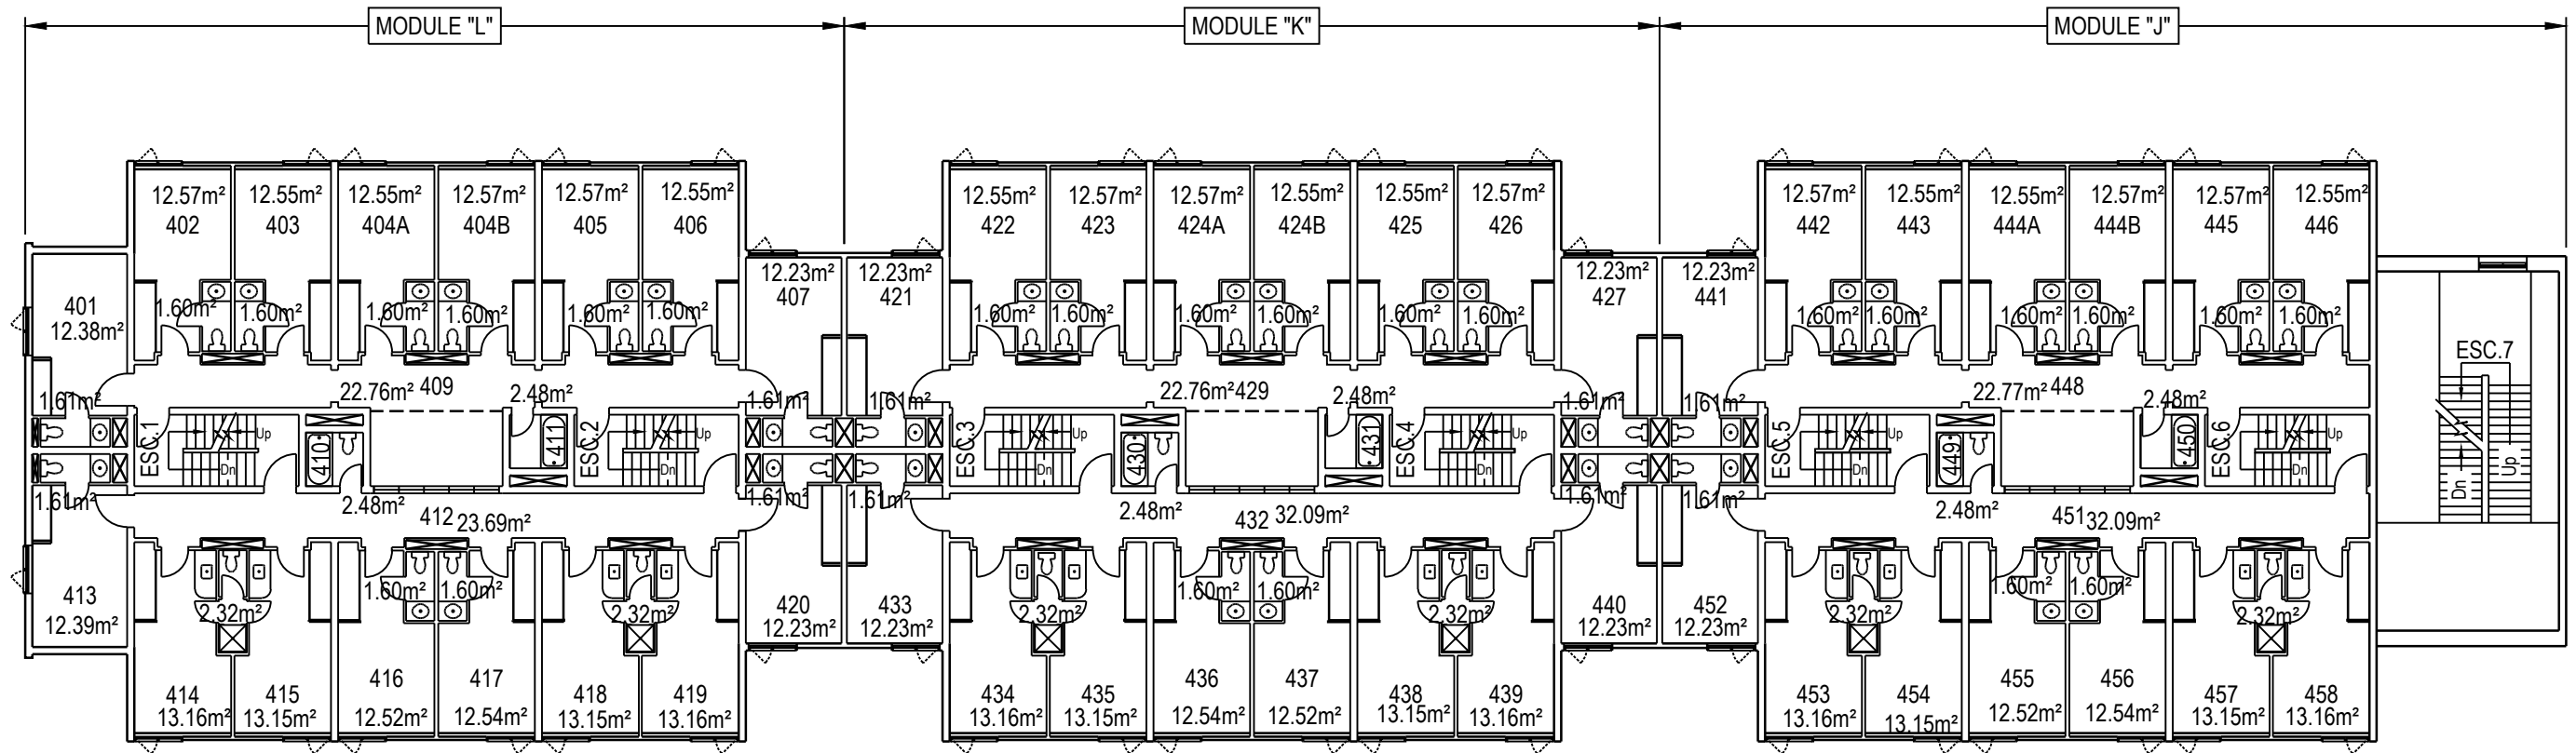 MODULE "L"
MODULE "K"
MODULE "J"
12.57m² 12.55m² 12.55m² 12.57m² 12.57m² 12.55m²
402 403 404A 404B 405 406
12.55m² 12.57m² 12.57m² 12.55m² 12.55m² 12.57m²
422 423 424A 424B 425 426
12.57m² 12.55m² 12.55m² 12.57m² 12.57m² 12.55m²
442 443 444A 444B 445 446
401
12.38m²
12.23m² 12.23m²
407 421
12.23m² 12.23m²
427 441
1.60m² 1.60m² 1.60m² 1.60m² 1.60m² 1.60m²
1.60m² 1.60m² 1.60m² 1.60m² 1.60m² 1.60m²
1.60m² 1.60m² 1.60m² 1.60m² 1.60m² 1.60m²
ESC.7
Dn
Up
1.61m²
22.76m² 409
2.48m²
1.61m² 1.61m²
22.76m² 429
2.48m²
1.61m² 1.61m²
22.77m² 448
2.48m²
ESC.1
Up
Dn
410
411
ESC.2
Up
Dn
ESC.3
Up
Dn
430
431
ESC.4
Up
Dn
ESC.5
Up
Dn
449
450
ESC.6
Up
Dn
1.61m²
2.48m²
412 23.69m²
1.61m² 1.61m²
2.48m²
432 32.09m²
1.61m² 1.61m²
2.48m²
451 32.09m²
2.32m² 1.60m² 1.60m² 2.32m²
2.32m² 1.60m² 1.60m² 2.32m²
2.32m² 1.60m² 1.60m² 2.32m²
413
12.39m²
420 433
12.23m² 12.23m²
440 452
12.23m² 12.23m²
414 415 416 417 418 419
13.16m² 13.15m² 12.52m² 12.54m² 13.15m² 13.16m²
434 435 436 437 438 439
13.16m² 13.15m² 12.54m² 12.52m² 13.15m² 13.16m²
453 454 455 456 457 458
13.16m² 13.15m² 12.52m² 12.54m² 13.15m² 13.16m²